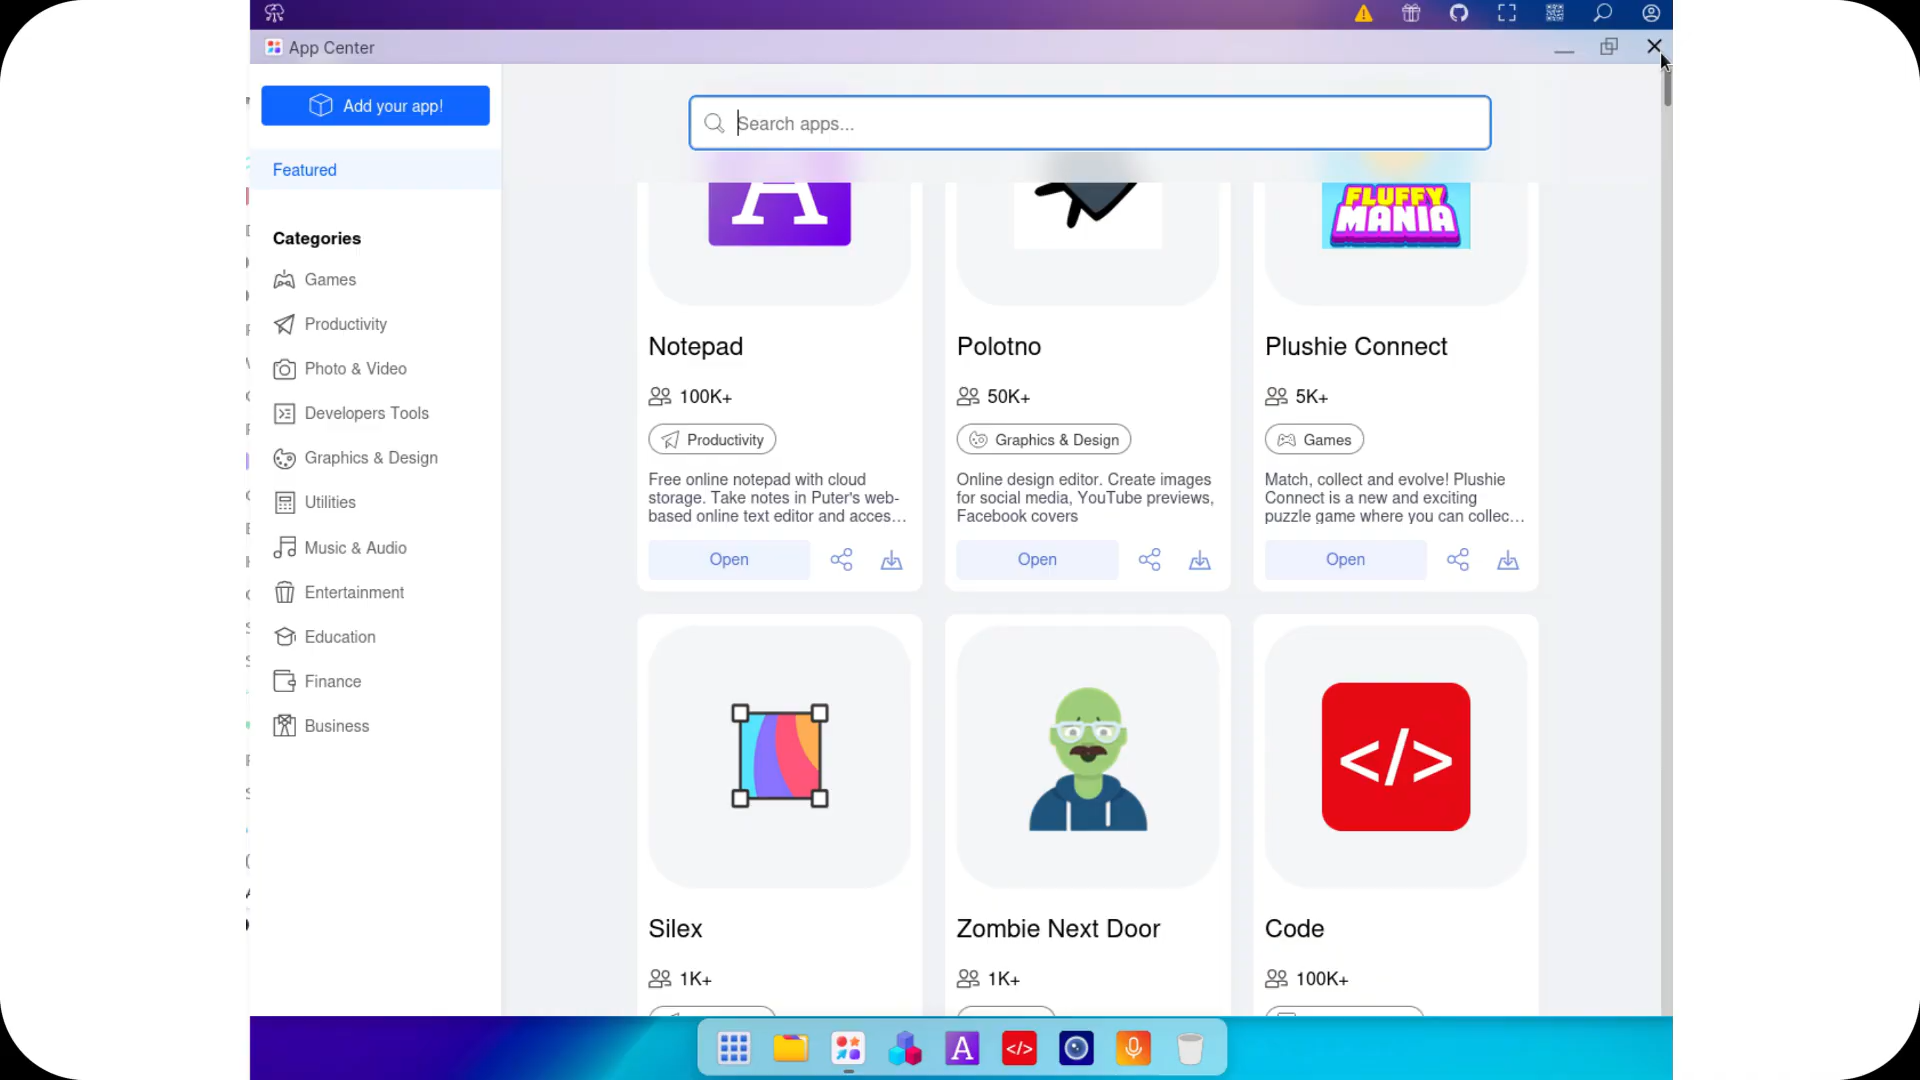 App Center
Add your app!
Search apps...
Featured
Categories
Games
Productivity
Photo & Video
Developers Tools
Graphics & Design
Utilities
Music & Audio
Entertainment
Education
Finance
Business
A
FLUFFY
MANIA
Notepad
100K+
Productivity
Free online notepad with cloud
storage. Take notes in Puter's web-
based online text editor and acces...
Open
Polotno
50K+
Graphics & Design
Online design editor. Create images
for social media, YouTube previews,
Facebook covers
Open
Plushie Connect
5K+
Games
Match, collect and evolve! Plushie
Connect is a new and exciting
puzzle game where you can collec...
Open
</>
Silex
1K+
Zombie Next Door
1K+
Code
100K+
A
</>